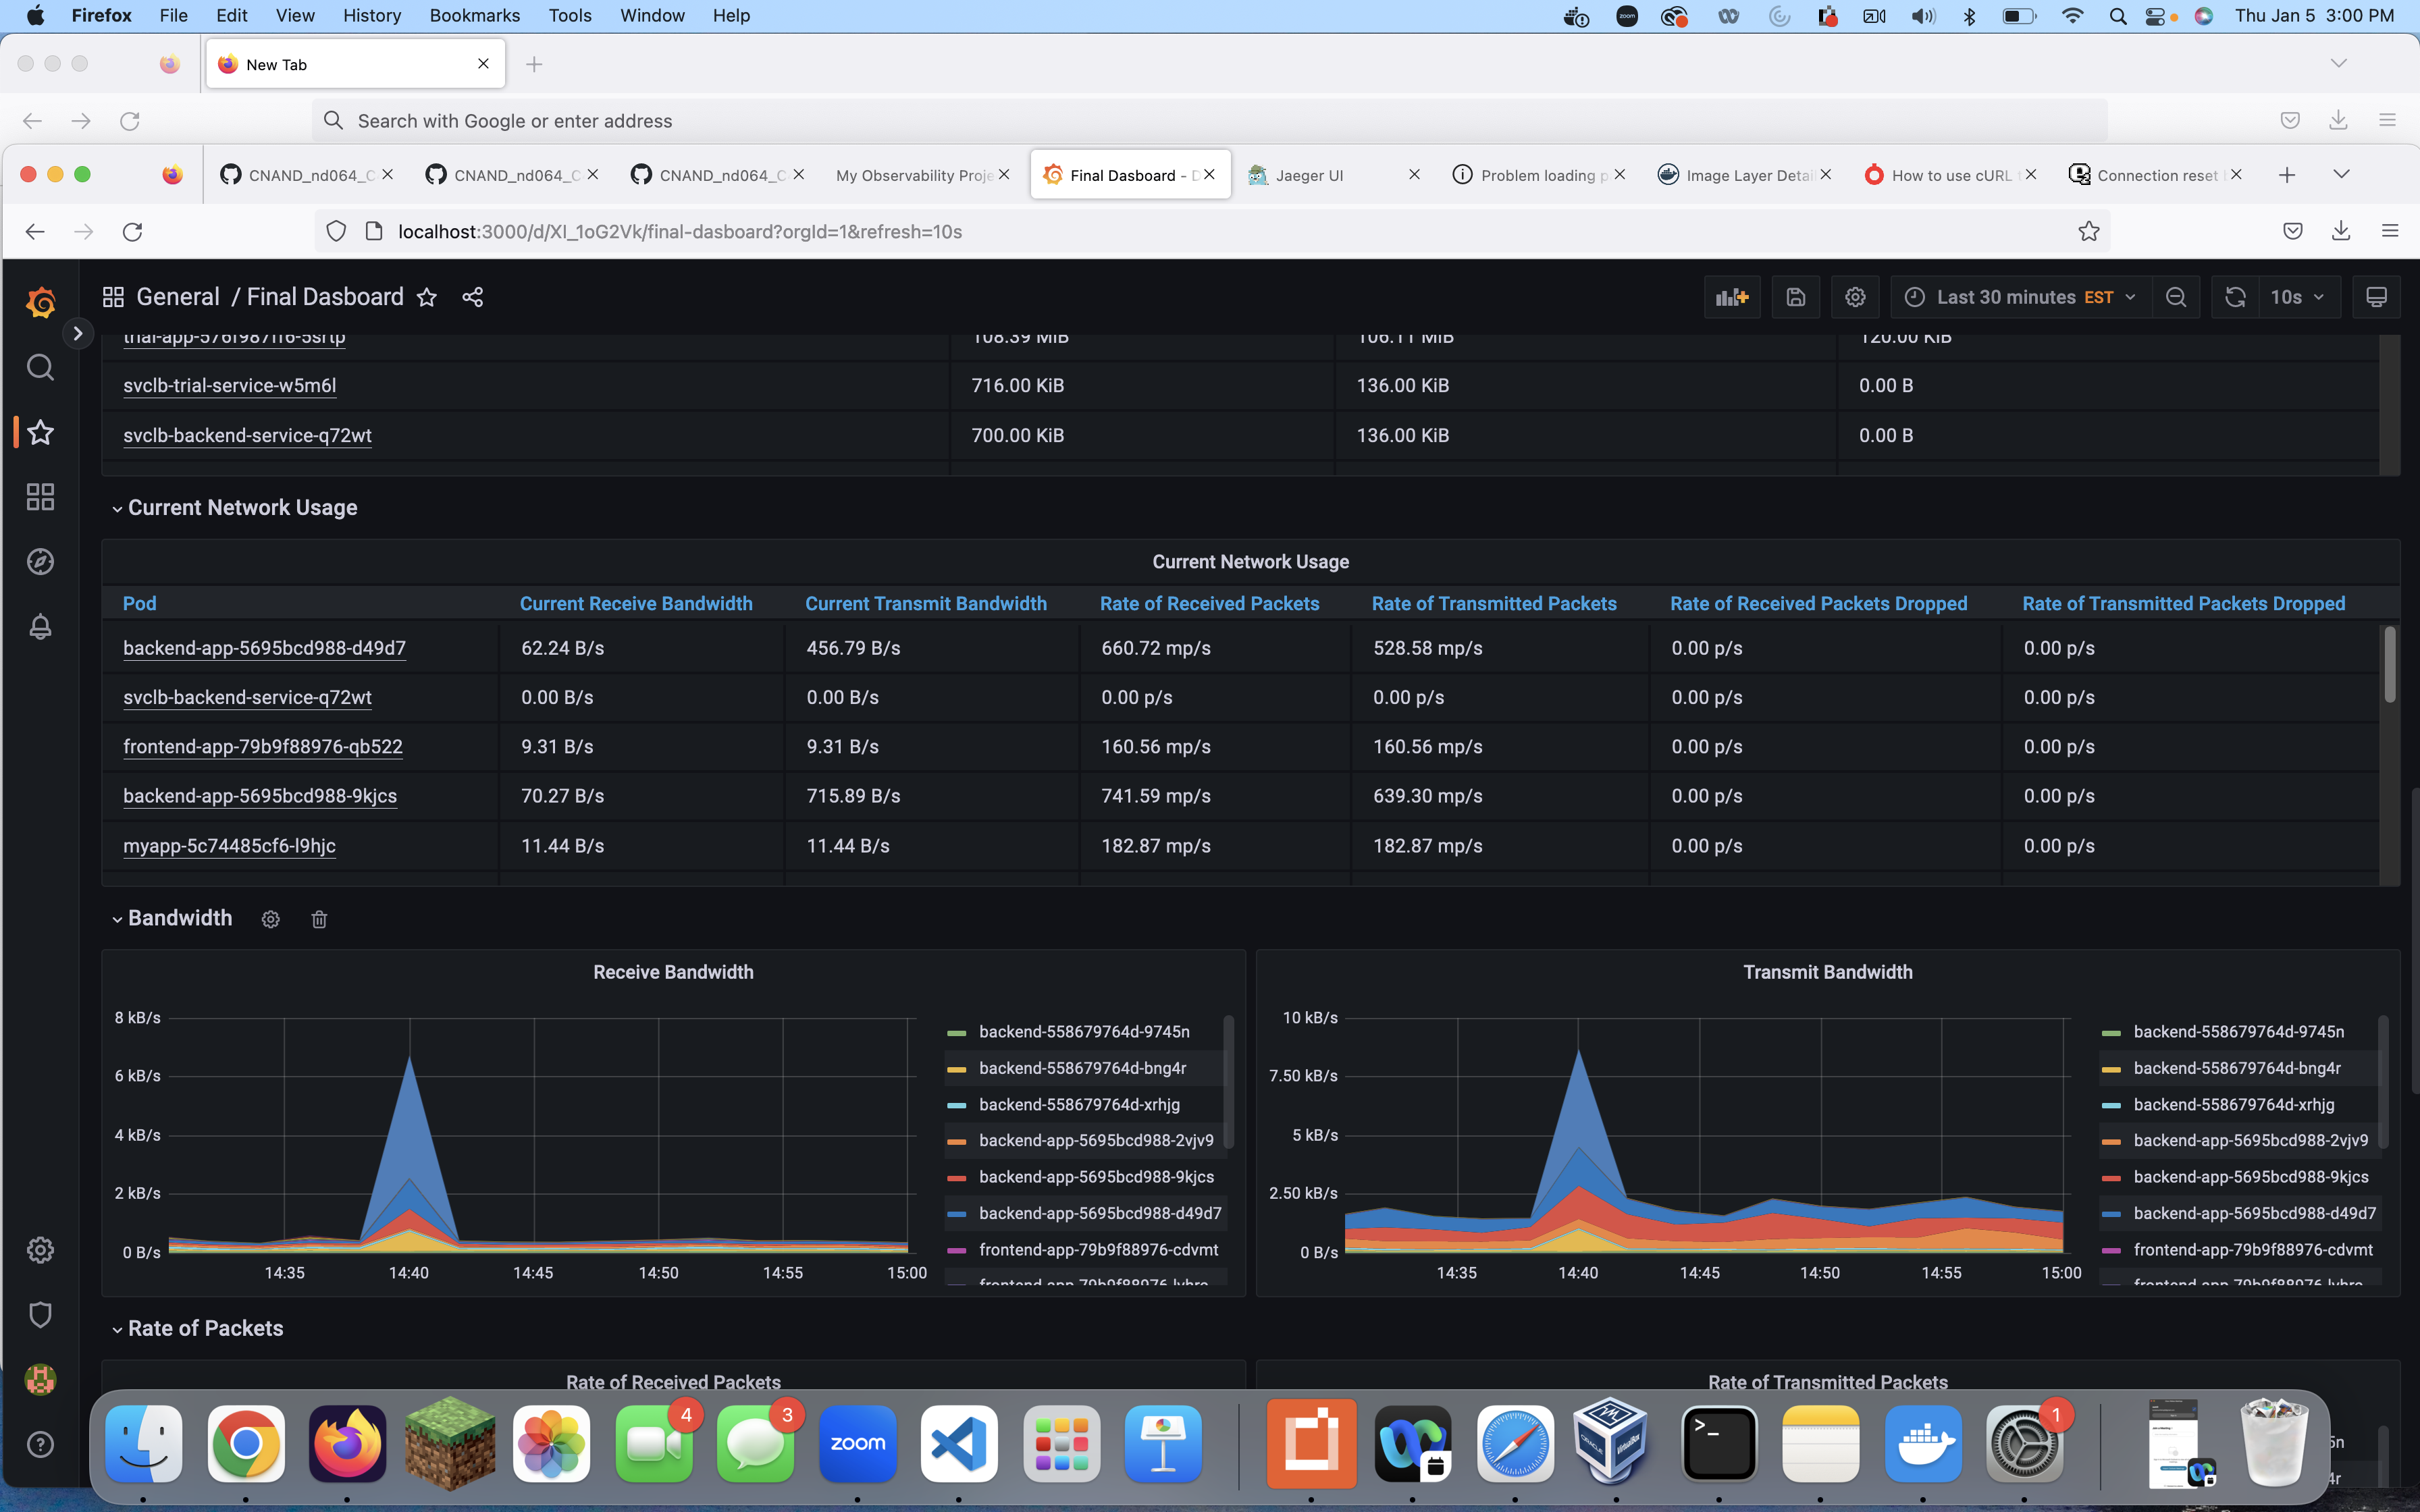 Firefox File Edit View History Bookmarks Tools Window Help
zoom
Thu Jan 5 3:00 PM
New Tab
Search with Google or enter address
CNAND_nd064_C
CNAND_nd064_C
CNAND_nd064_C
My Observability Proje
Final Dasboard - D
Jaeger UI
Problem loading p
Image Layer Detai
How to use cURL
Connection reset
localhost:3000/d/XI_1oG2Vk/final-dasboard?orgId=1&refresh=10s
General / Final Dasboard
Last 30 minutes EST
10s
trial-app-576f987ff6-5srtp 108.39 MiB 106.11 MiB 120.00 KiB
svclb-trial-service-w5m6l 716.00 KiB 136.00 KiB 0.00 B
svclb-backend-service-q72wt 700.00 KiB 136.00 KiB 0.00 B
Current Network Usage
Current Network Usage
Pod Current Receive Bandwidth Current Transmit Bandwidth Rate of Received Packets Rate of Transmitted Packets Rate of Received Packets Dropped Rate of Transmitted Packets Dropped
backend-app-5695bcd988-d49d7 62.24 B/s 456.79 B/s 660.72 mp/s 528.58 mp/s 0.00 p/s 0.00 p/s
svclb-backend-service-q72wt 0.00 B/s 0.00 B/s 0.00 p/s 0.00 p/s 0.00 p/s 0.00 p/s
frontend-app-79b9f88976-qb522 9.31 B/s 9.31 B/s 160.56 mp/s 160.56 mp/s 0.00 p/s 0.00 p/s
backend-app-5695bcd988-9kjcs 70.27 B/s 715.89 B/s 741.59 mp/s 639.30 mp/s 0.00 p/s 0.00 p/s
myapp-5c74485cf6-l9hjc 11.44 B/s 11.44 B/s 182.87 mp/s 182.87 mp/s 0.00 p/s 0.00 p/s
Bandwidth
Receive Bandwidth
8 kB/s
6 kB/s
4 kB/s
2 kB/s
0 B/s
14:35 14:40 14:45 14:50 14:55 15:00
backend-558679764d-9745n
backend-558679764d-bng4r
backend-558679764d-xrhjg
backend-app-5695bcd988-2vjv9
backend-app-5695bcd988-9kjcs
backend-app-5695bcd988-d49d7
frontend-app-79b9f88976-cdvmt
Transmit Bandwidth
10 kB/s
7.50 kB/s
5 kB/s
2.50 kB/s
0 B/s
14:35 14:40 14:45 14:50 14:55 15:00
backend-558679764d-9745n
backend-558679764d-bng4r
backend-558679764d-xrhjg
backend-app-5695bcd988-2vjv9
backend-app-5695bcd988-9kjcs
backend-app-5695bcd988-d49d7
frontend-app-79b9f88976-cdvmt
Rate of Packets
Rate of Received Packets
Rate of Transmitted Packets
4
3
zoom
1